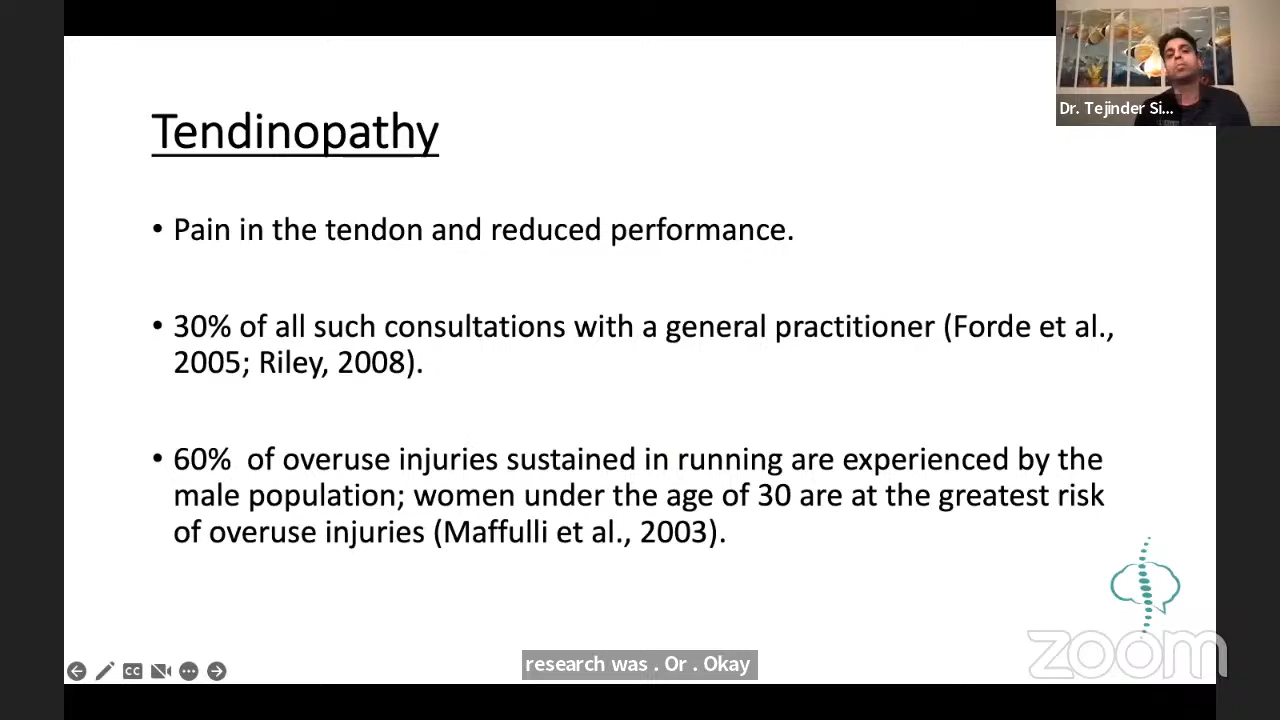 Dr. Tejinder Si...
Tendinopathy
• Pain in the tendon and reduced performance.
• 30% of all such consultations with a general practitioner (Forde et al.,
2005; Riley, 2008).
• 60%  of overuse injuries sustained in running are experienced by the
male population; women under the age of 30 are at the greatest risk
of overuse injuries (Maffulli et al., 2003).
CC
research was . Or . Okay
zoom